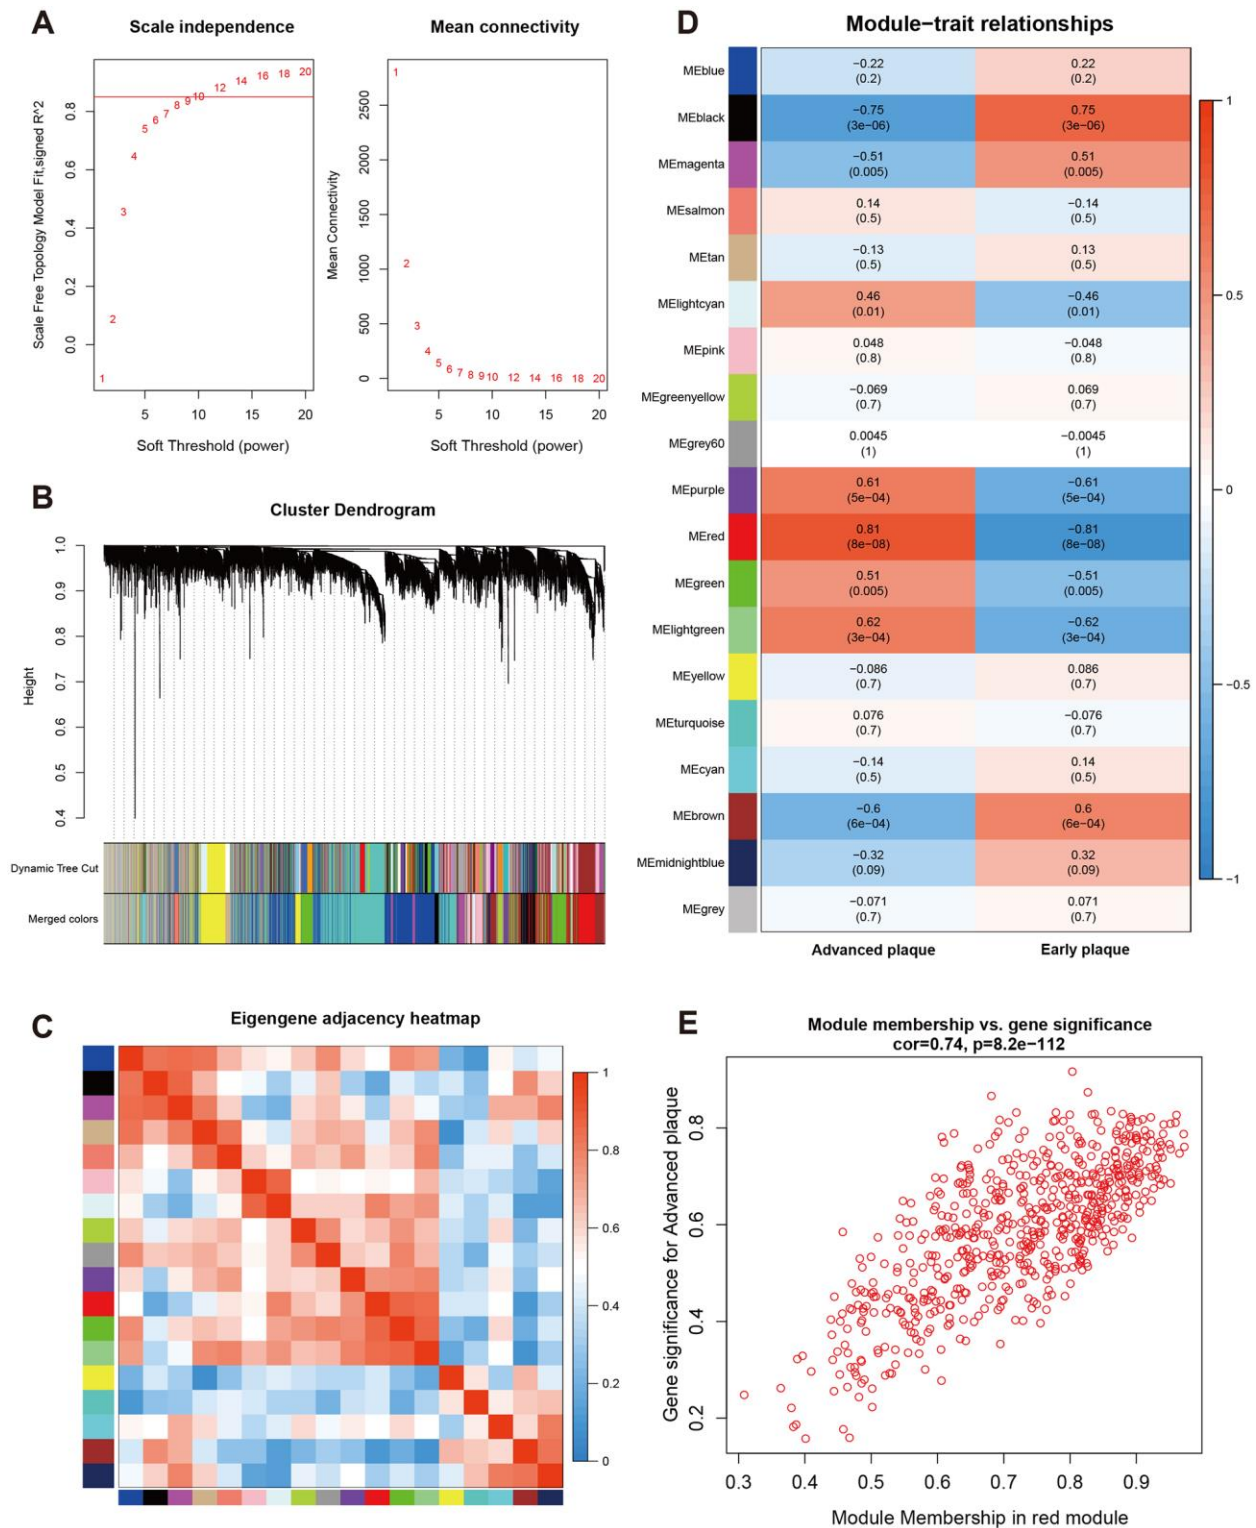 A
Scale independence
Scale Free Topology Model Fit,signed R^2
0.0
0.2
0.4
0.6
0.8
1
2
3
4
5
6
7
8
9
10
12
14
16
18
20
5
10
15
20
Soft Threshold (power)
Mean connectivity
Mean Connectivity
0
500
1000
1500
2000
2500
1
2
3
4
5
6
7
8
9
10
12
14
16
18
20
5
10
15
20
Soft Threshold (power)
B
Cluster Dendrogram
Height
1.0
0.9
0.8
0.7
0.6
0.5
0.4
Dynamic Tree Cut
Merged colors
C
Eigengene adjacency heatmap
1
0.8
0.6
0.4
0.2
0
D
Module−trait relationships
MEblue
−0.22
(0.2)
0.22
(0.2)
MEblack
−0.75
(3e−06)
0.75
(3e−06)
MEmagenta
−0.51
(0.005)
0.51
(0.005)
MEsalmon
0.14
(0.5)
−0.14
(0.5)
MEtan
−0.13
(0.5)
0.13
(0.5)
MElightcyan
0.46
(0.01)
−0.46
(0.01)
MEpink
0.048
(0.8)
−0.048
(0.8)
MEgreenyellow
−0.069
(0.7)
0.069
(0.7)
MEgrey60
0.0045
(1)
−0.0045
(1)
MEpurple
0.61
(5e−04)
−0.61
(5e−04)
MEred
0.81
(8e−08)
−0.81
(8e−08)
MEgreen
0.51
(0.005)
−0.51
(0.005)
MElightgreen
0.62
(3e−04)
−0.62
(3e−04)
MEyellow
−0.086
(0.7)
0.086
(0.7)
MEturquoise
0.076
(0.7)
−0.076
(0.7)
MEcyan
−0.14
(0.5)
0.14
(0.5)
MEbrown
−0.6
(6e−04)
0.6
(6e−04)
MEmidnightblue
−0.32
(0.09)
0.32
(0.09)
MEgrey
−0.071
(0.7)
0.071
(0.7)
Advanced plaque
Early plaque
1
0.5
0
−0.5
−1
E
Module membership vs. gene significance
cor=0.74, p=8.2e−112
Gene significance for Advanced plaque
0.2
0.4
0.6
0.8
0.3
0.4
0.5
0.6
0.7
0.8
0.9
Module Membership in red module